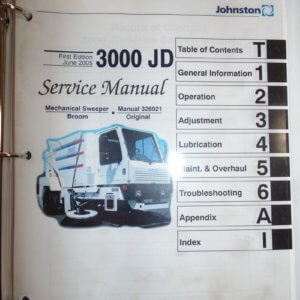 Johnston
First Edition
June 2005
3000 JD
Service Manual
Mechanical Sweeper • Manual 326921
Broom Original
Table of Contents T
General Information 1
Operation 2
Adjustment 3
Lubrication 4
Maint. & Overhaul 5
Troubleshooting 6
Appendix A
Index I